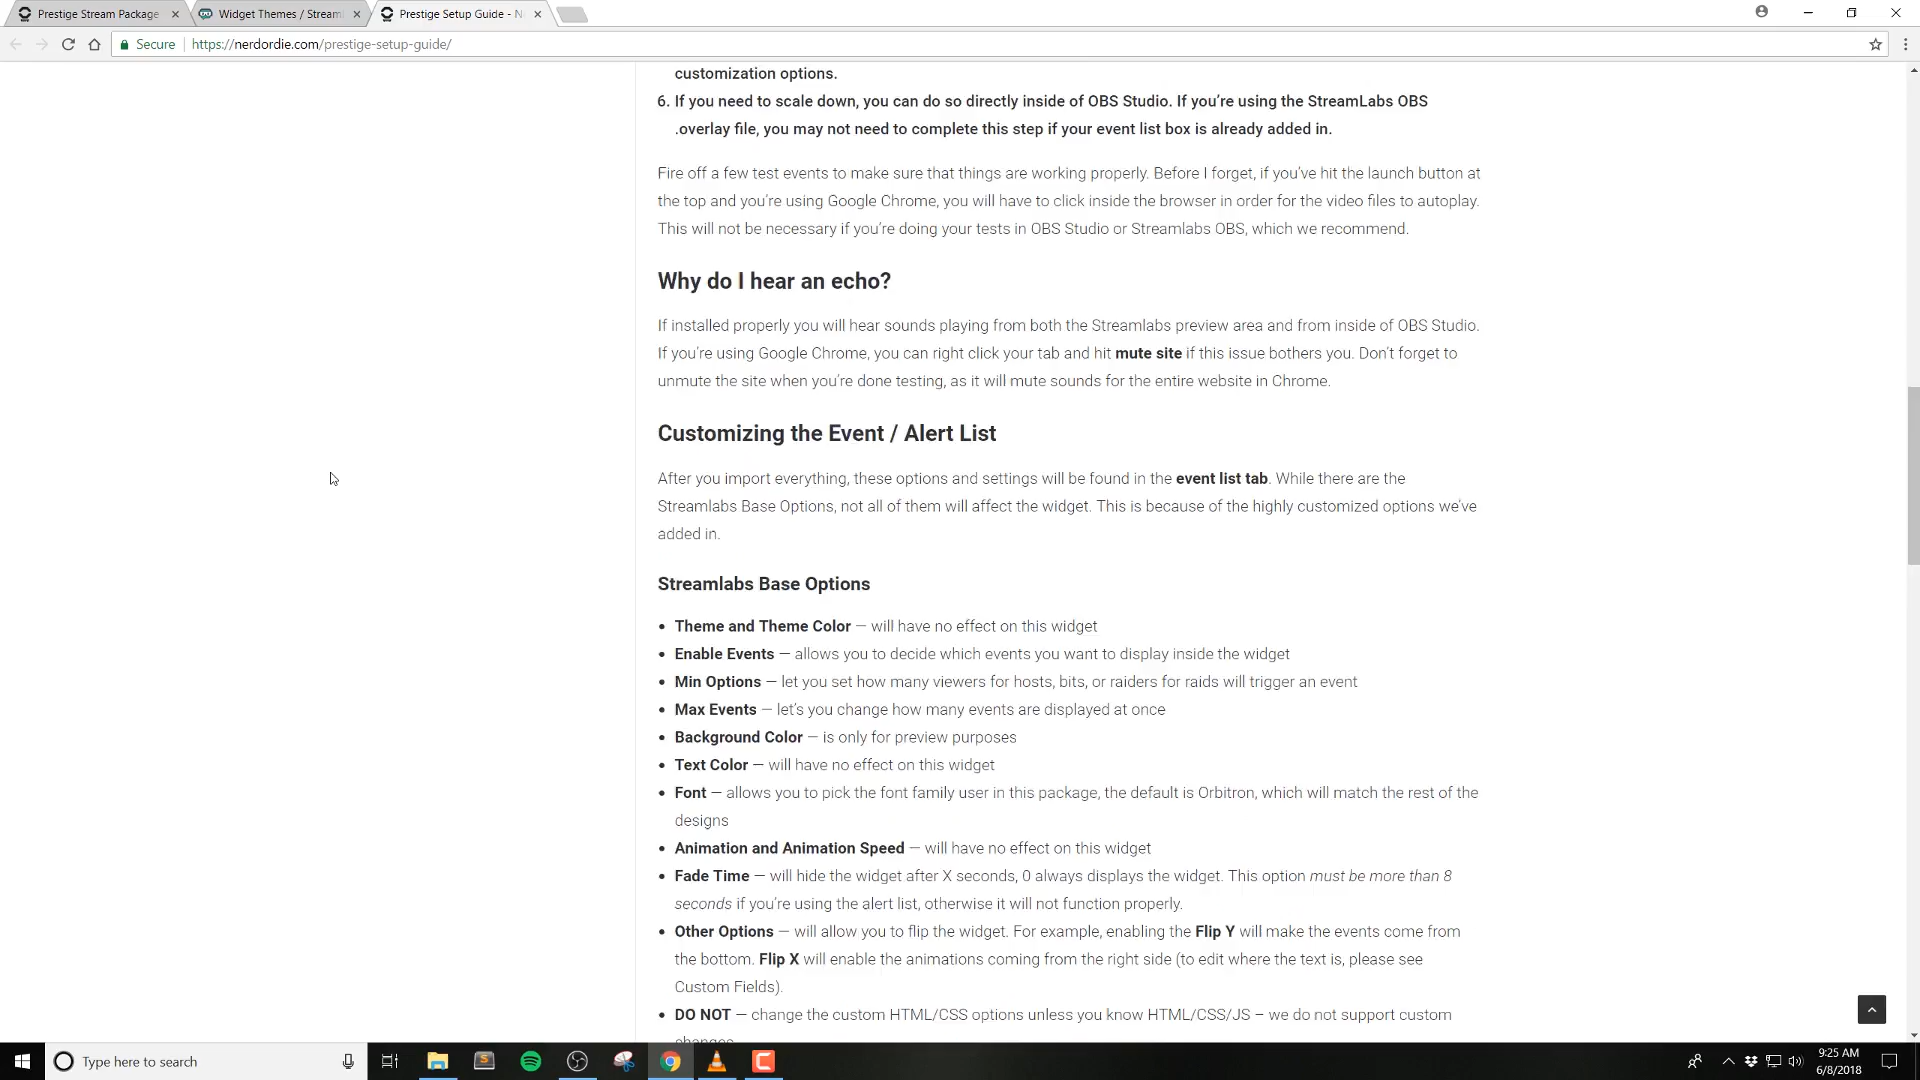 Prestige Stream Package
Widget Themes / Streaml
Prestige Setup Guide - N
Secure
https://nerdordie.com/prestige-setup-guide/
customization options.
6. If you need to scale down, you can do so directly inside of OBS Studio. If you're using the StreamLabs OBS
.overlay file, you may not need to complete this step if your event list box is already added in.
Fire off a few test events to make sure that things are working properly. Before I forget, if you've hit the launch button at
the top and you're using Google Chrome, you will have to click inside the browser in order for the video files to autoplay.
This will not be necessary if you're doing your tests in OBS Studio or Streamlabs OBS, which we recommend.
Why do I hear an echo?
If installed properly you will hear sounds playing from both the Streamlabs preview area and from inside of OBS Studio.
If you're using Google Chrome, you can right click your tab and hit mute site if this issue bothers you. Don't forget to
unmute the site when you're done testing, as it will mute sounds for the entire website in Chrome.
Customizing the Event / Alert List
After you import everything, these options and settings will be found in the event list tab. While there are the
Streamlabs Base Options, not all of them will affect the widget. This is because of the highly customized options we've
added in.
Streamlabs Base Options
• Theme and Theme Color — will have no effect on this widget
• Enable Events — allows you to decide which events you want to display inside the widget
• Min Options — let you set how many viewers for hosts, bits, or raiders for raids will trigger an event
• Max Events — let's you change how many events are displayed at once
• Background Color — is only for preview purposes
• Text Color — will have no effect on this widget
• Font — allows you to pick the font family user in this package, the default is Orbitron, which will match the rest of the
designs
• Animation and Animation Speed — will have no effect on this widget
• Fade Time — will hide the widget after X seconds, 0 always displays the widget. This option must be more than 8
seconds if you're using the alert list, otherwise it will not function properly.
• Other Options — will allow you to flip the widget. For example, enabling the Flip Y will make the events come from
the bottom. Flip X will enable the animations coming from the right side (to edit where the text is, please see
Custom Fields).
• DO NOT — change the custom HTML/CSS options unless you know HTML/CSS/JS – we do not support custom
changes
Type here to search
9:25 AM
6/8/2018